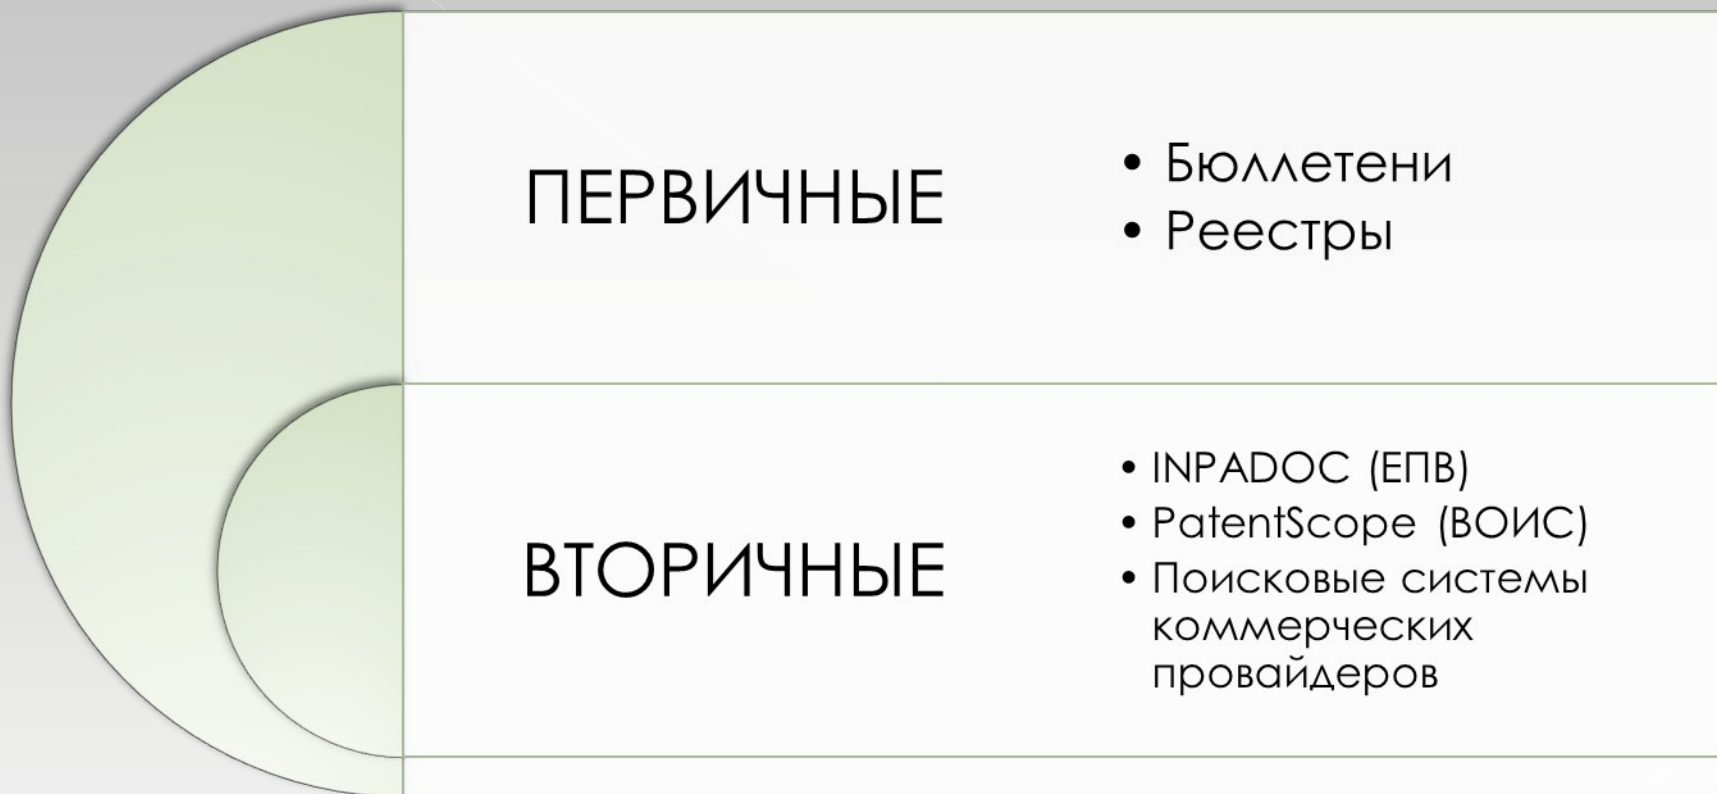 ПЕРВИЧНЫЕ
• Бюллетени
• Реестры
ВТОРИЧНЫЕ
• INPADOC (ЕПВ)
• PatentScope (ВОИС)
• Поисковые системы
коммерческих
провайдеров